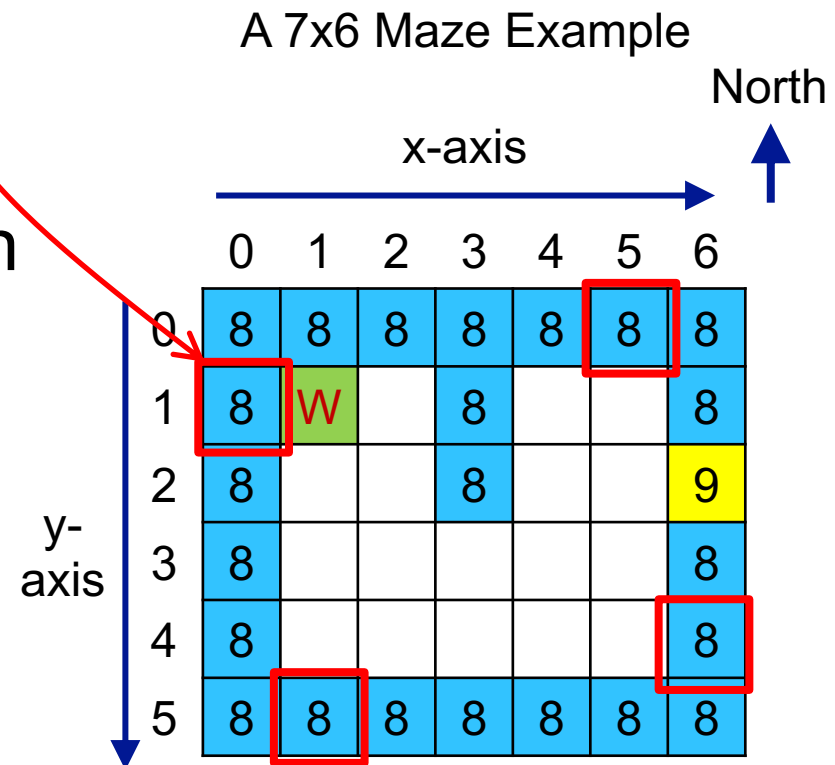 A 7x6 Maze Example
North
x-axis
n
0 1 2 3 4 5 6
0 8 8 8 8 8 8 8
1 8 W 8 8
2 8 8 9
y-
axis
3 8 8
4 8 8
5 8 8 8 8 8 8 8